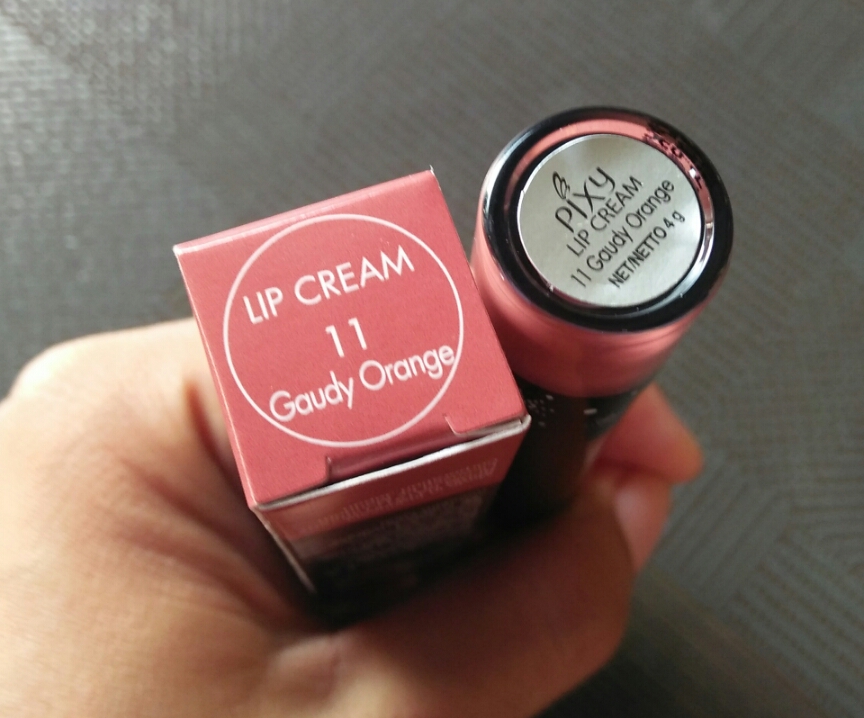 LIP CREAM
11
Gaudy Orange
PIXY
LIP CREAM
11 Gaudy Orange
NET/NETTO 4 g